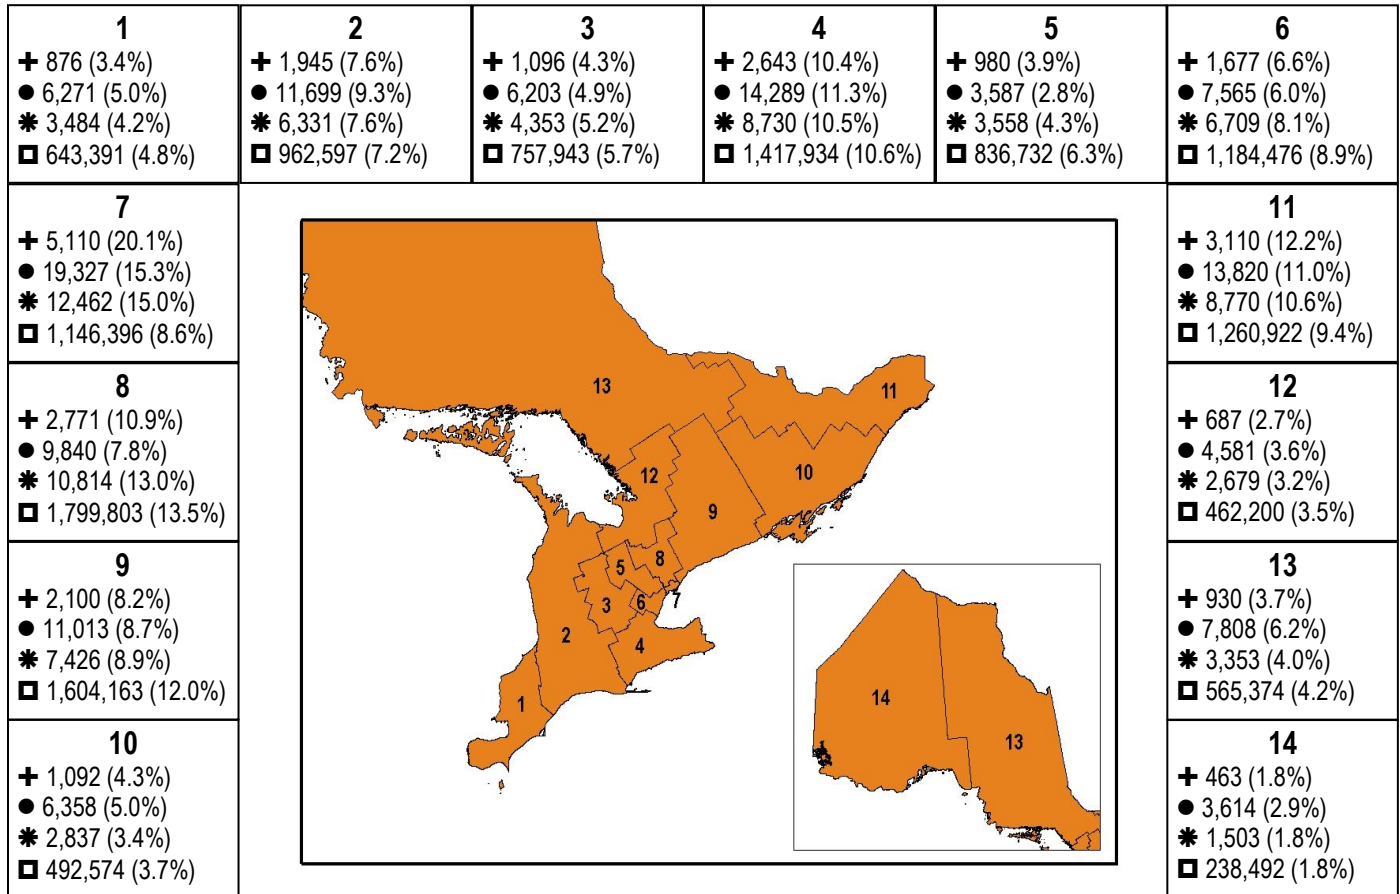 1
✚ 876 (3.4%)
● 6,271 (5.0%)
✱ 3,484 (4.2%)
◻ 643,391 (4.8%)
2
✚ 1,945 (7.6%)
● 11,699 (9.3%)
✱ 6,331 (7.6%)
◻ 962,597 (7.2%)
3
✚ 1,096 (4.3%)
● 6,203 (4.9%)
✱ 4,353 (5.2%)
◻ 757,943 (5.7%)
4
✚ 2,643 (10.4%)
● 14,289 (11.3%)
✱ 8,730 (10.5%)
◻ 1,417,934 (10.6%)
5
✚ 980 (3.9%)
● 3,587 (2.8%)
✱ 3,558 (4.3%)
◻ 836,732 (6.3%)
6
✚ 1,677 (6.6%)
● 7,565 (6.0%)
✱ 6,709 (8.1%)
◻ 1,184,476 (8.9%)
7
✚ 5,110 (20.1%)
● 19,327 (15.3%)
✱ 12,462 (15.0%)
◻ 1,146,396 (8.6%)
8
✚ 2,771 (10.9%)
● 9,840 (7.8%)
✱ 10,814 (13.0%)
◻ 1,799,803 (13.5%)
9
✚ 2,100 (8.2%)
● 11,013 (8.7%)
✱ 7,426 (8.9%)
◻ 1,604,163 (12.0%)
10
✚ 1,092 (4.3%)
● 6,358 (5.0%)
✱ 2,837 (3.4%)
◻ 492,574 (3.7%)
13
11
12
10
9
8
5
3
6
7
2
4
1
14
13
11
✚ 3,110 (12.2%)
● 13,820 (11.0%)
✱ 8,770 (10.6%)
◻ 1,260,922 (9.4%)
12
✚ 687 (2.7%)
● 4,581 (3.6%)
✱ 2,679 (3.2%)
◻ 462,200 (3.5%)
13
✚ 930 (3.7%)
● 7,808 (6.2%)
✱ 3,353 (4.0%)
◻ 565,374 (4.2%)
14
✚ 463 (1.8%)
● 3,614 (2.9%)
✱ 1,503 (1.8%)
◻ 238,492 (1.8%)